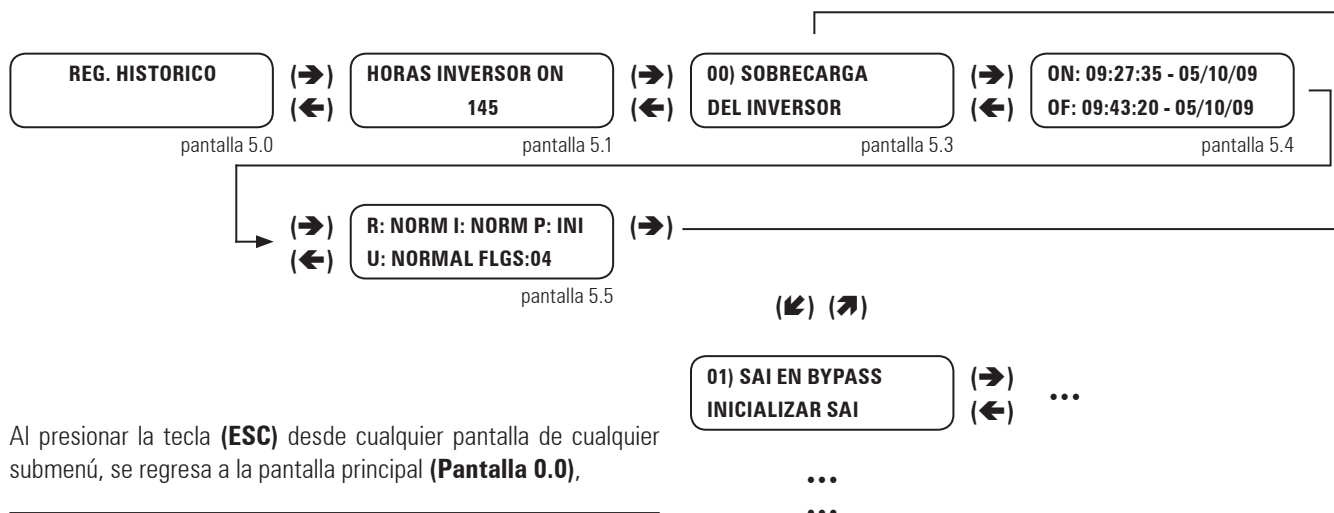 REG. HISTORICO
(➔)
(←)
HORAS INVERSOR ON
145
(➔)
(←)
00) SOBRECARGA
DEL INVERSOR
(➔)
(←)
ON: 09:27:35 - 05/10/09
OF: 09:43:20 - 05/10/09
pantalla 5.0
pantalla 5.1
pantalla 5.3
pantalla 5.4
(➔)
(←)
R: NORM I: NORM P: INI
U: NORMAL FLGS:04
(➔)
pantalla 5.5
(↙) (↗)
01) SAI EN BYPASS
INICIALIZAR SAI
(➔)
(←)
...
Al presionar la tecla (ESC) desde cualquier pantalla de cualquier
submenú, se regresa a la pantalla principal (Pantalla 0.0),
...
...